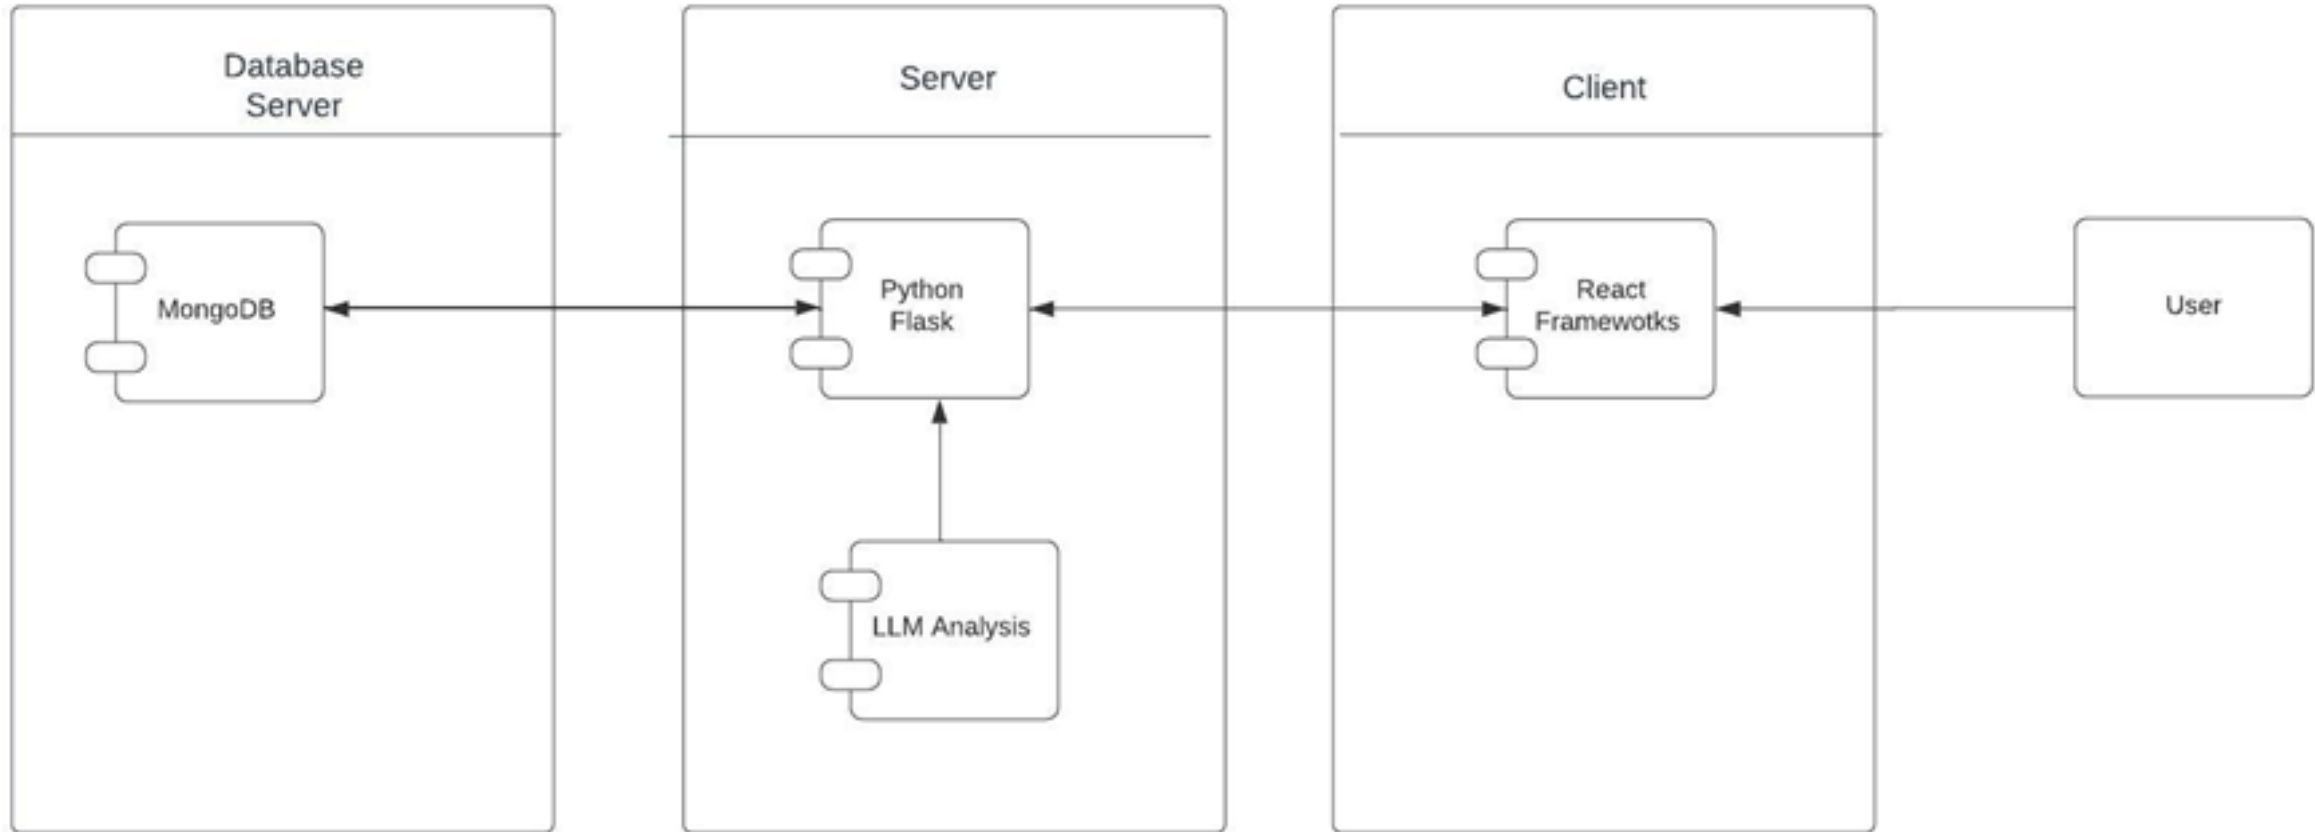 Database
Server
Server
Client
MongoDB
Python
Flask
React
Framewotks
User
LLM Analysis